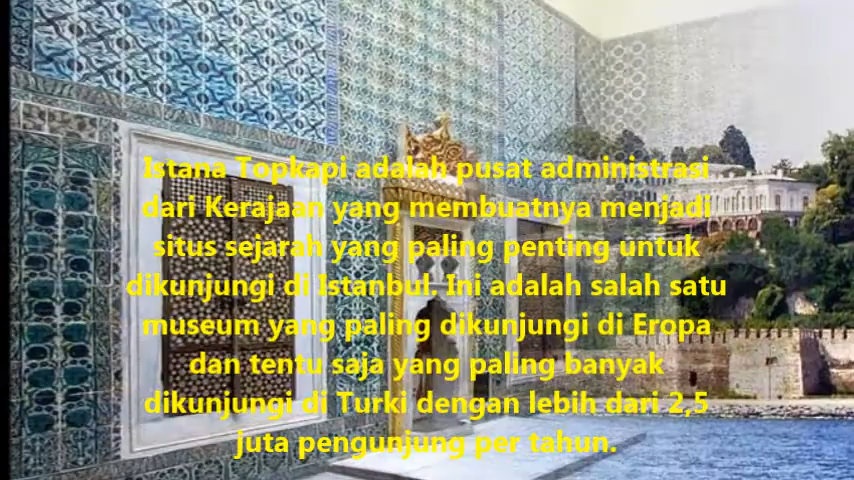 Istana Topkapi adalah pusat administrasi
dari Kerajaan yang membuatnya menjadi
situs sejarah yang paling penting untuk
dikunjungi di Istanbul. Ini adalah salah satu
museum yang paling dikunjungi di Eropa
dan tentu saja yang paling banyak
dikunjungi di Turki dengan lebih dari 2,5
juta pengunjung per tahun.